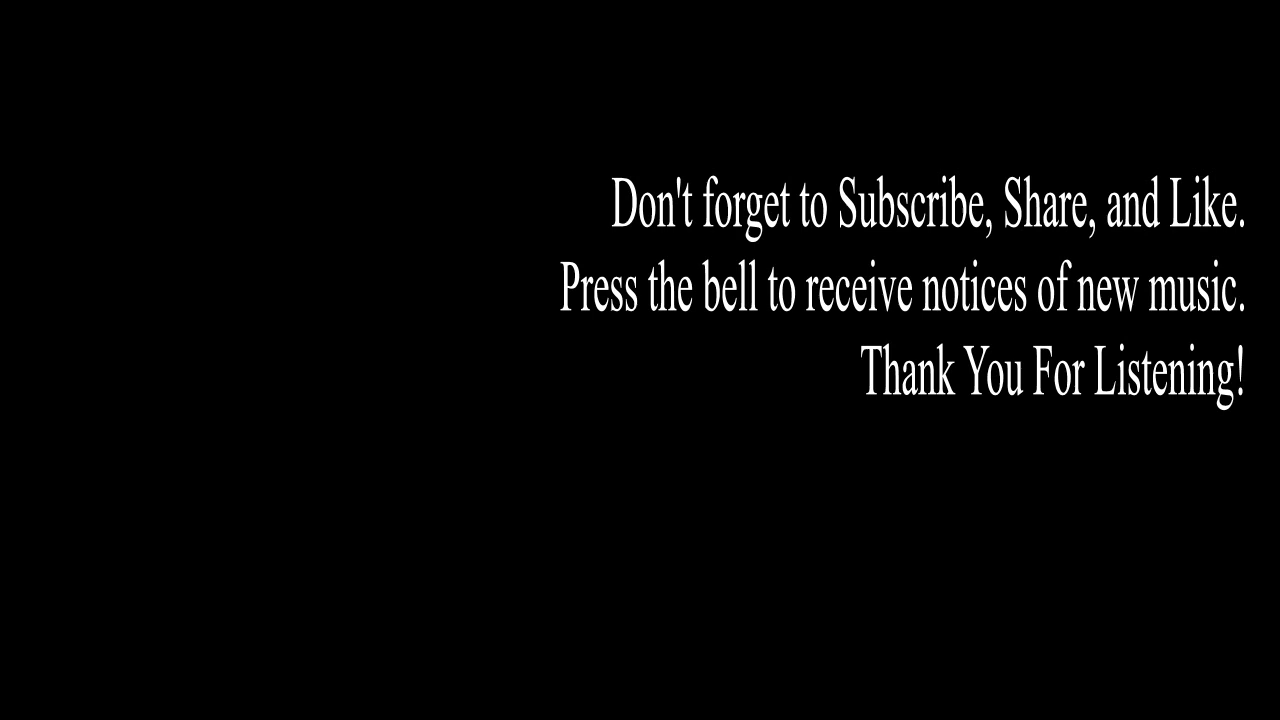 Don't forget to Subscribe, Share, and Like.
Press the bell to receive notices of new music.
Thank You For Listening!